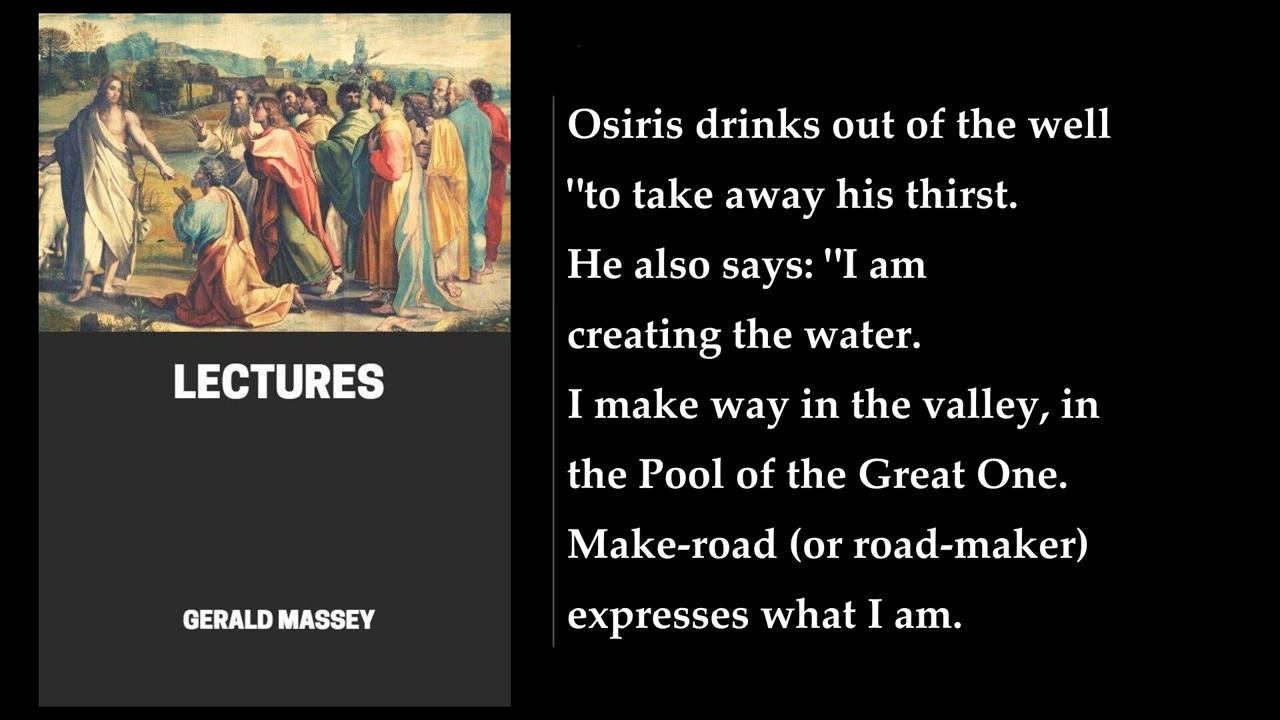 LECTURES
GERALD MASSEY
Osiris drinks out of the well
"to take away his thirst.
He also says: "I am
creating the water.
I make way in the valley, in
the Pool of the Great One.
Make-road (or road-maker)
expresses what I am.